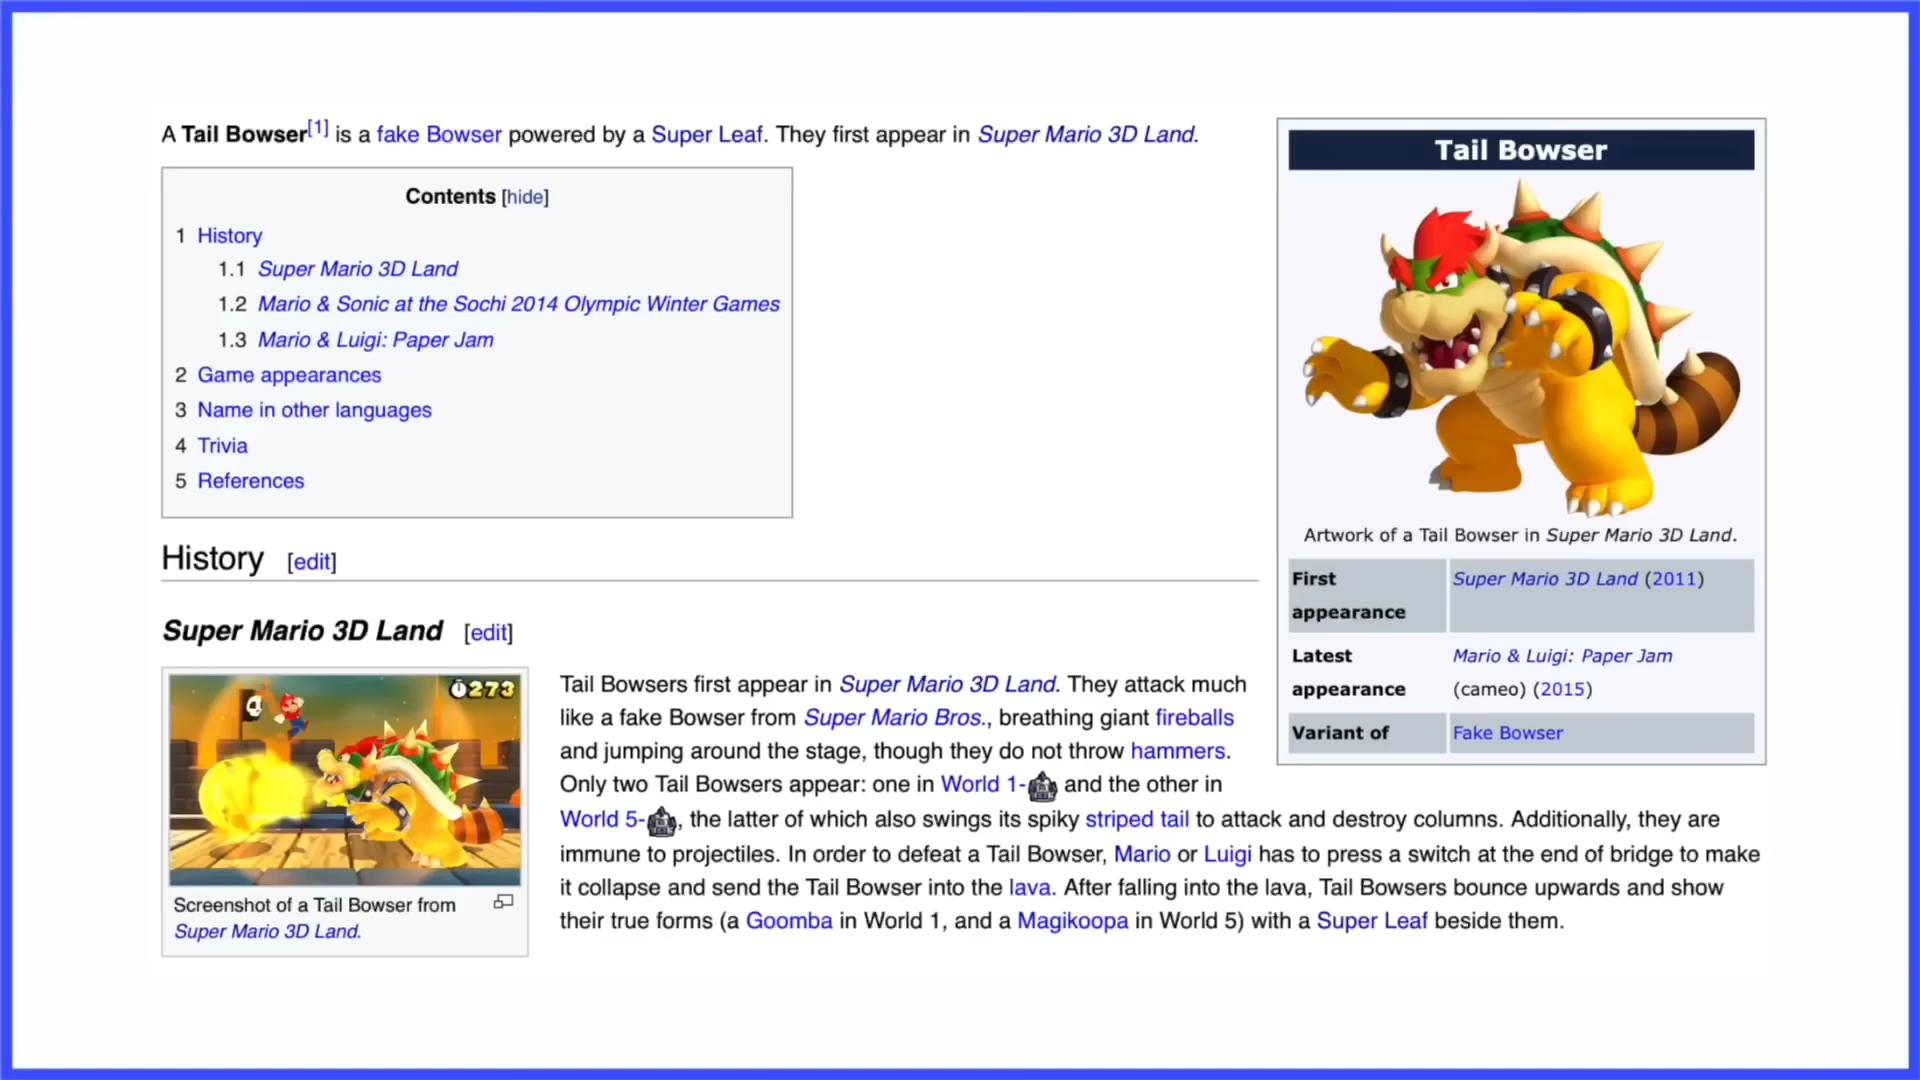 A Tail Bowser[1] is a fake Bowser powered by a Super Leaf. They first appear in Super Mario 3D Land.
Contents [hide]
1 History
1.1 Super Mario 3D Land
1.2 Mario & Sonic at the Sochi 2014 Olympic Winter Games
1.3 Mario & Luigi: Paper Jam
2 Game appearances
3 Name in other languages
4 Trivia
5 References
Tail Bowser
Artwork of a Tail Bowser in Super Mario 3D Land.
First appearance
Super Mario 3D Land (2011)
Latest appearance
Mario & Luigi: Paper Jam
(cameo) (2015)
Variant of
Fake Bowser
History [edit]
Super Mario 3D Land [edit]
4
273
Screenshot of a Tail Bowser from
Super Mario 3D Land.
Tail Bowsers first appear in Super Mario 3D Land. They attack much
like a fake Bowser from Super Mario Bros., breathing giant fireballs
and jumping around the stage, though they do not throw hammers.
Only two Tail Bowsers appear: one in World 1- and the other in
World 5- , the latter of which also swings its spiky striped tail to attack and destroy columns. Additionally, they are
immune to projectiles. In order to defeat a Tail Bowser, Mario or Luigi has to press a switch at the end of bridge to make
it collapse and send the Tail Bowser into the lava. After falling into the lava, Tail Bowsers bounce upwards and show
their true forms (a Goomba in World 1, and a Magikoopa in World 5) with a Super Leaf beside them.